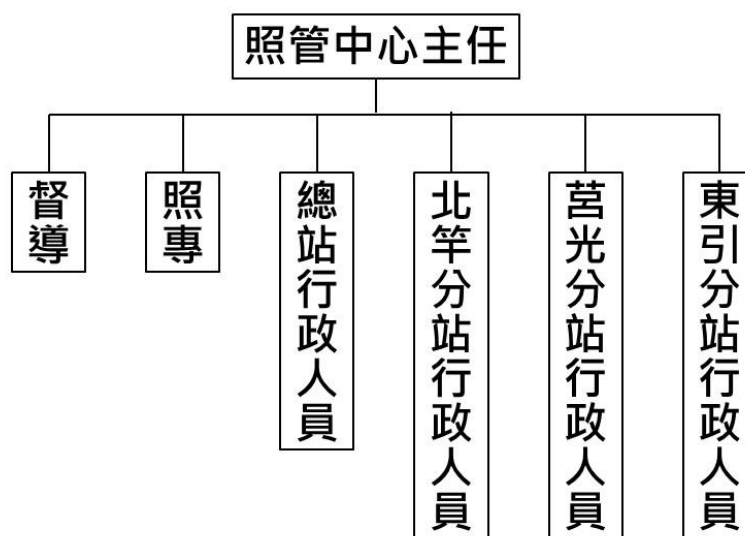 照管中心主任
督導
照專
總站行政人員
北竿分站行政人員
莒光分站行政人員
東引分站行政人員